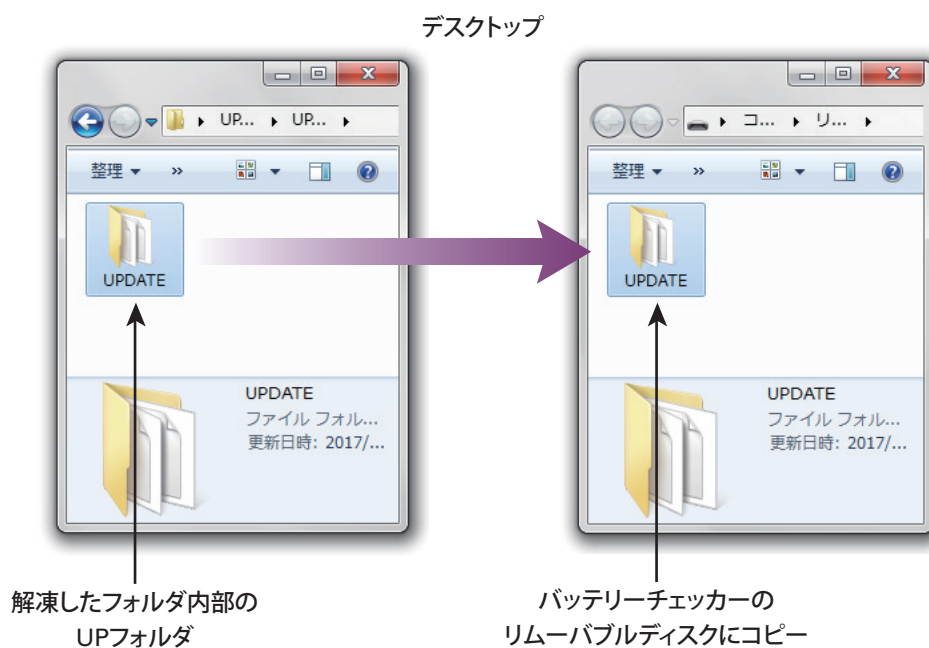 デスクトップ
UP... UP...
コ... リ...
整理 »
整理 »
UPDATE
UPDATE
UPDATE
ファイル フォル...
更新日時: 2017/...
UPDATE
ファイル フォル...
更新日時: 2017/...
解凍したフォルダ内部の
UPフォルダ
バッテリーチェッカーの
リムーバブルディスクにコピー